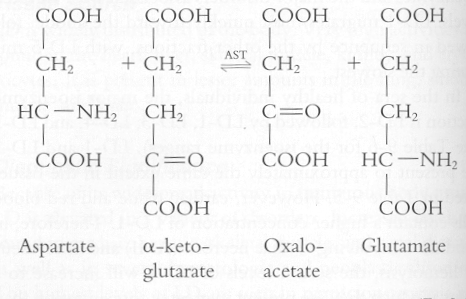 COOH COOH COOH COOH
CH₂ + CH₂ AST ⇌ CH₂ + CH₂
HC — NH₂ CH₂ C=O CH₂
COOH C=O COOH HC—NH₂
COOH COOH
Aspartate α-keto- Oxalo- Glutamate
glutarate acetate